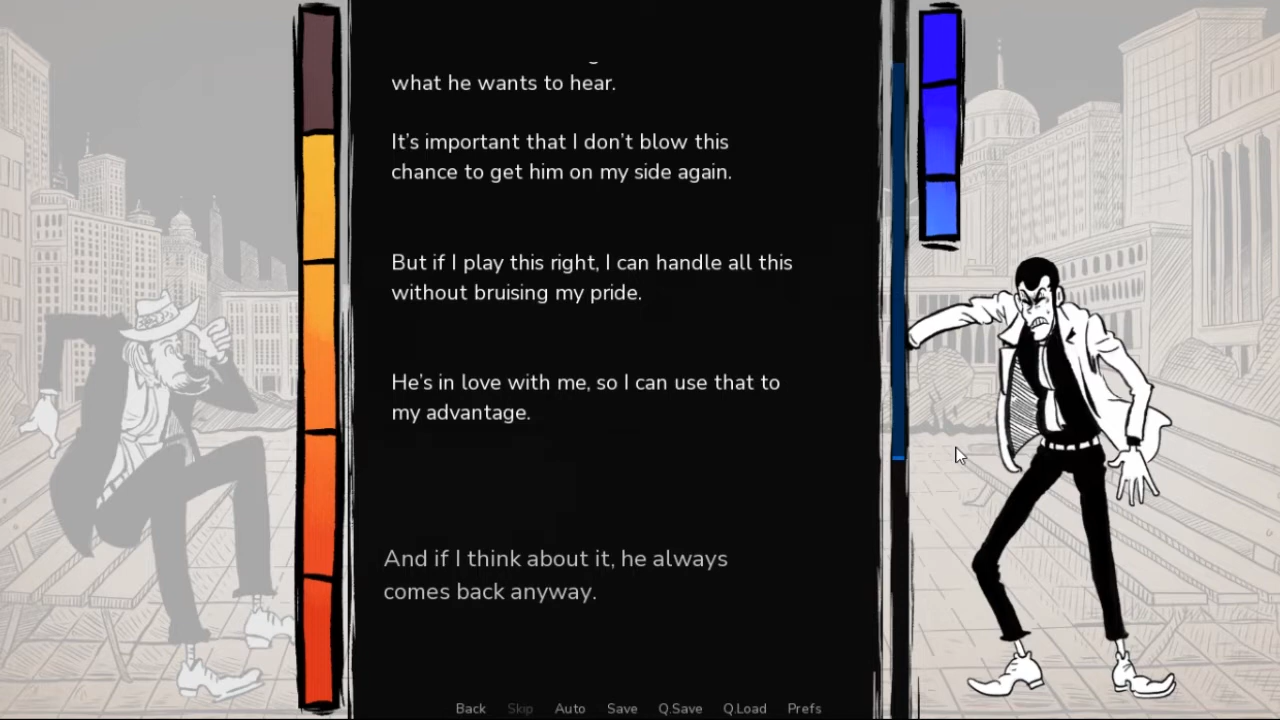 what he wants to hear.
It's important that I don't blow this
chance to get him on my side again.
But if I play this right, I can handle all this
without bruising my pride.
He's in love with me, so I can use that to
my advantage.
And if I think about it, he always
comes back anyway.
Back Skip Auto Save Q.Save Q.Load Prefs